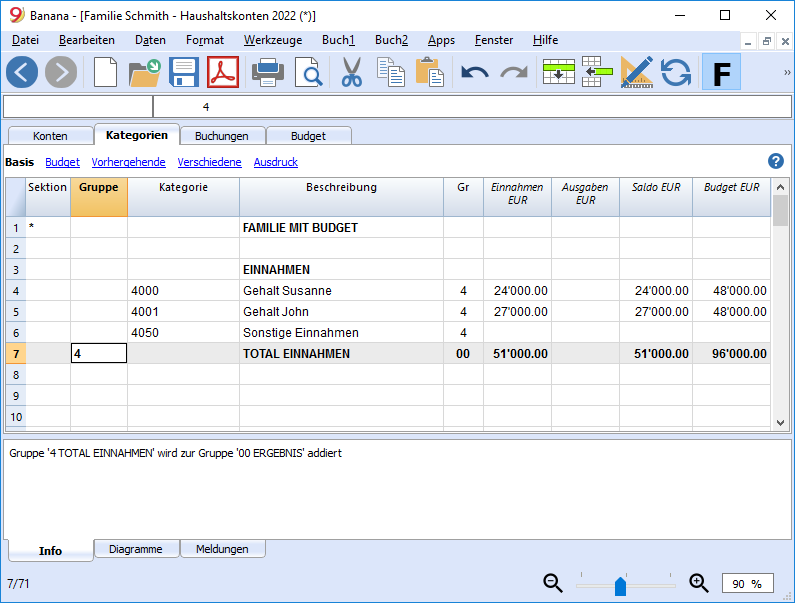 Banana - [Familie Schmith - Haushaltskonten 2022 (*)]
Datei Bearbeiten Daten Format Werkzeuge Buch1 Buch2 Apps Fenster Hilfe
F »
4
Konten Kategorien Buchungen Budget
Basis Budget Vorhergehende Verschiedene Ausdruck ?
Sektion Gruppe Kategorie Beschreibung Gr Einnahmen EUR Ausgaben EUR Saldo EUR Budget EUR
1 * FAMILIE MIT BUDGET
2
3 EINNAHMEN
4 4000 Gehalt Susanne 4 24'000.00 24'000.00 48'000.00
5 4001 Gehalt John 4 27'000.00 27'000.00 48'000.00
6 4050 Sonstige Einnahmen 4
7 4 TOTAL EINNAHMEN 00 51'000.00 51'000.00 96'000.00
8
9
10
Gruppe '4 TOTAL EINNAHMEN' wird zur Gruppe '00 ERGEBNIS' addiert
Info Diagramme Meldungen
7/71 90 %